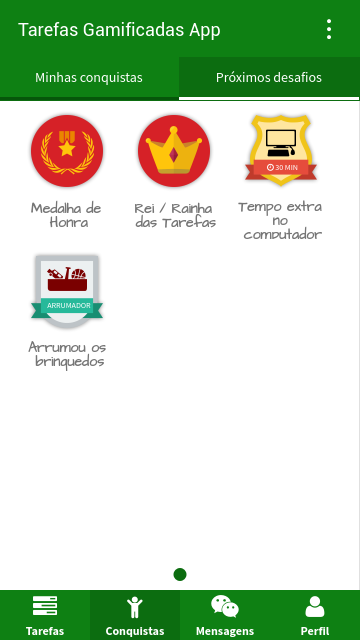 Tarefas Gamificadas App
Minhas conquistas
Próximos desafios
Medalha de
Honra
Rei / Rainha
das Tarefas
30 MIN
Tempo extra
no
computador
ARRUMADOR
Arrumou os
brinquedos
Tarefas
Conquistas
Mensagens
Perfil